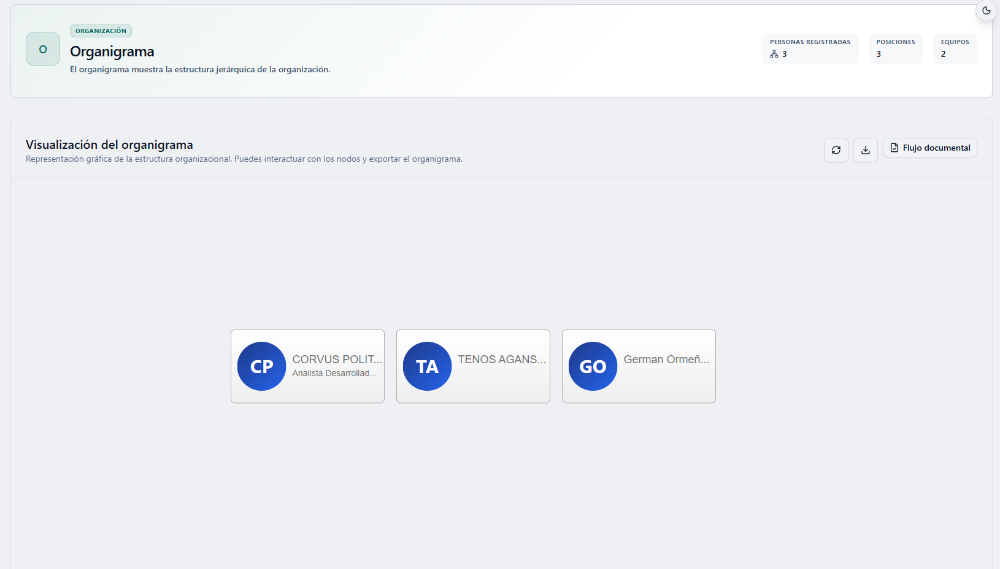 ORGANIZACIÓN
O
Organigrama
El organigrama muestra la estructura jerárquica de la organización.
PERSONAS REGISTRADAS
3
POSICIONES
3
EQUIPOS
2
Visualización del organigrama
Representación gráfica de la estructura organizacional. Puedes interactuar con los nodos y exportar el organigrama.
Flujo documental
CP
CORVUS POLIT...
Analista Desarrollad...
TA
TENOS AGANS...
GO
German Ormeñ...